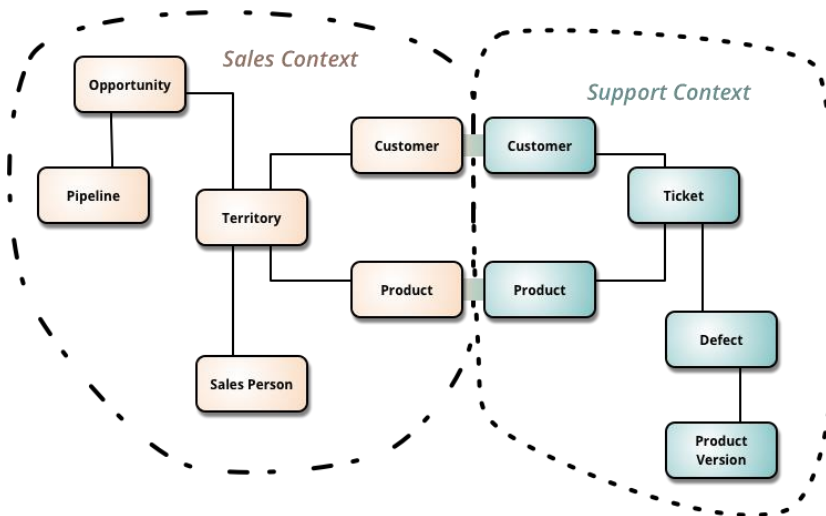 Sales Context
Opportunity
Support Context
Customer
Customer
Pipeline
Ticket
Territory
Product
Product
Defect
Sales Person
Product
Version